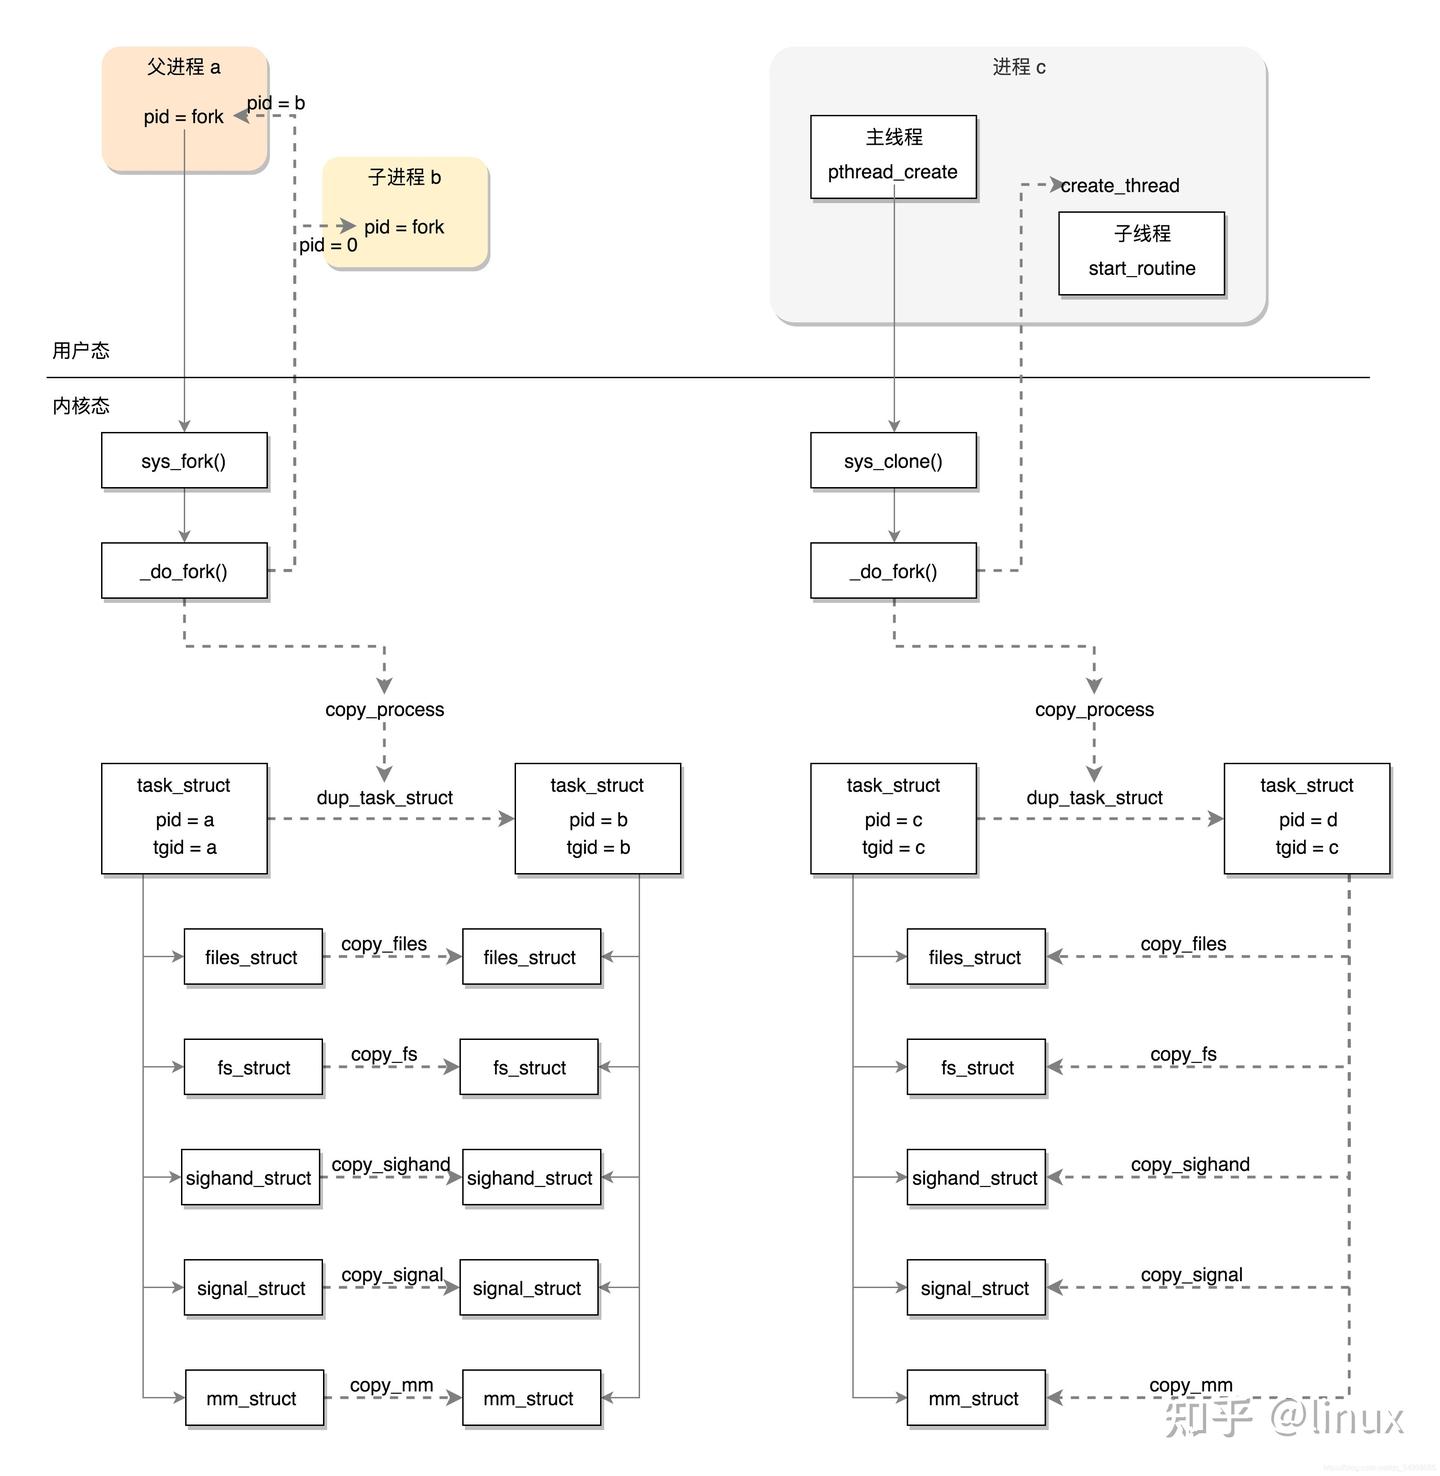 父进程 a
pid = fork
pid = b
子进程 b
pid = fork
pid = 0
进程 c
主线程
pthread_create
create_thread
子线程
start_routine
用户态
内核态
sys_fork()
_do_fork()
copy_process
dup_task_struct
task_struct
pid = a
tgid = a
task_struct
pid = b
tgid = b
files_struct
copy_files
files_struct
fs_struct
copy_fs
fs_struct
sighand_struct
copy_sighand
sighand_struct
signal_struct
copy_signal
signal_struct
mm_struct
copy_mm
mm_struct
sys_clone()
_do_fork()
copy_process
dup_task_struct
task_struct
pid = c
tgid = c
task_struct
pid = d
tgid = c
files_struct
copy_files
fs_struct
copy_fs
sighand_struct
copy_sighand
signal_struct
copy_signal
mm_struct
copy_mm
知乎 @linux